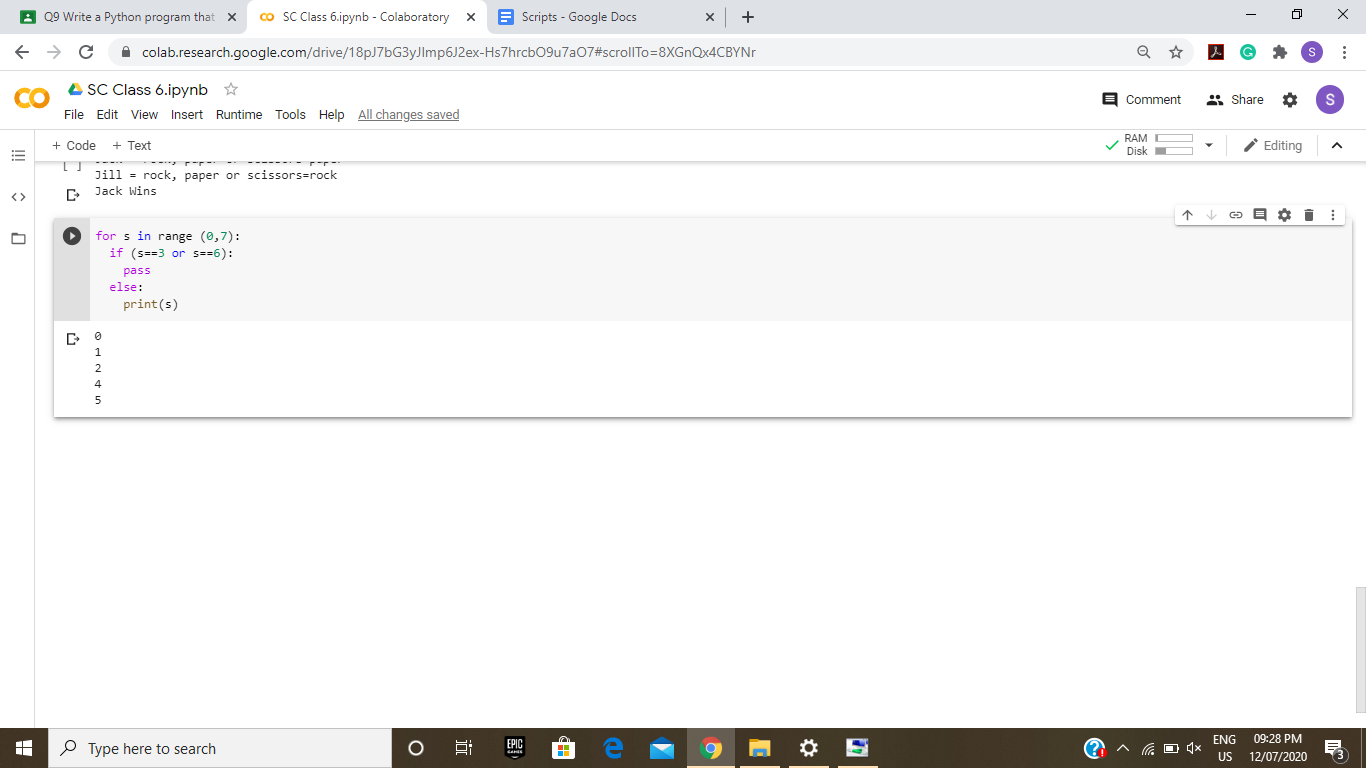 Q9 Write a Python program that
SC Class 6.ipynb - Colaboratory
Scripts - Google Docs
colab.research.google.com/drive/18pJ7bG3yJImp6J2ex-Hs7hrcbO9u7aO7#scrollTo=8XGnQx4CBYNr
S
SC Class 6.ipynb
File Edit View Insert Runtime Tools Help All changes saved
Comment Share S
+ Code + Text
RAM
Disk
Editing
Jill = rock, paper or scissors=rock
Jack Wins
for s in range (0,7):
if (s==3 or s==6):
pass
else:
print(s)
0
1
2
4
5
Type here to search
EPIC
GAMES
ENG
US
09:28 PM
12/07/2020
3